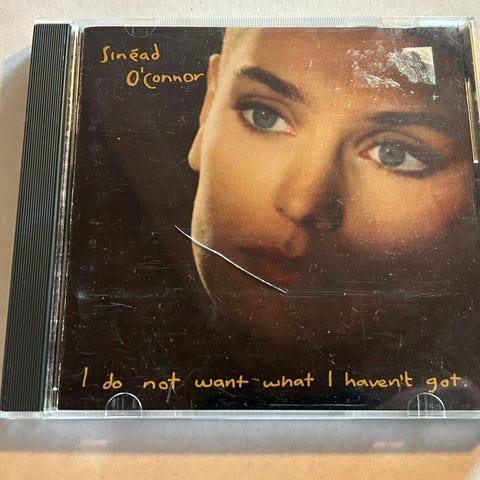 Sinéad
O'Connor
I do not want what I haven't got.